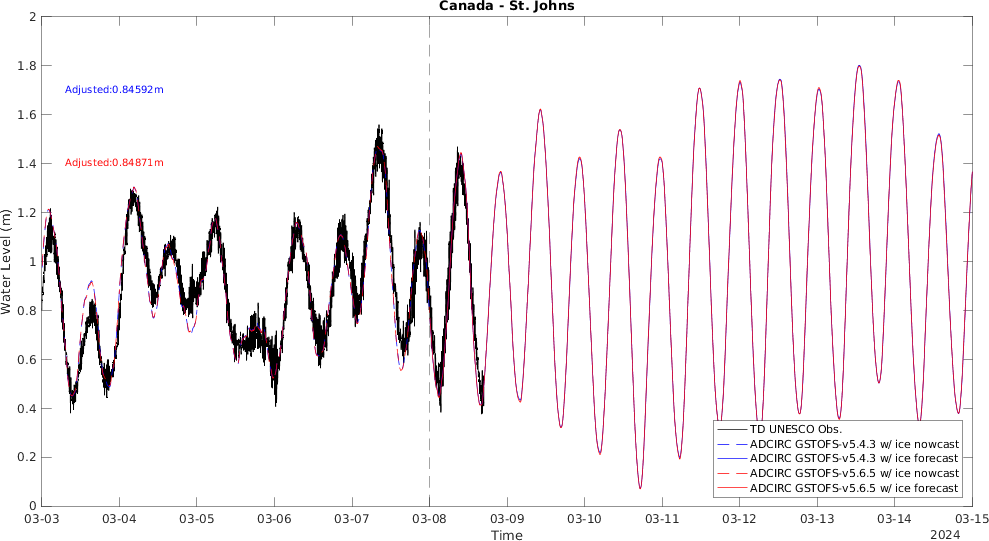 Canada - St. Johns
2
1.8
1.6
1.4
1.2
1
0.8
0.6
0.4
0.2
0
Water Level (m)
Adjusted:0.84592m
Adjusted:0.84871m
TD UNESCO Obs.
ADCIRC GSTOFS-v5.4.3 w/ ice nowcast
ADCIRC GSTOFS-v5.4.3 w/ ice forecast
ADCIRC GSTOFS-v5.6.5 w/ ice nowcast
ADCIRC GSTOFS-v5.6.5 w/ ice forecast
03-03 03-04 03-05 03-06 03-07 03-08 03-09 03-10 03-11 03-12 03-13 03-14 03-15
Time
2024